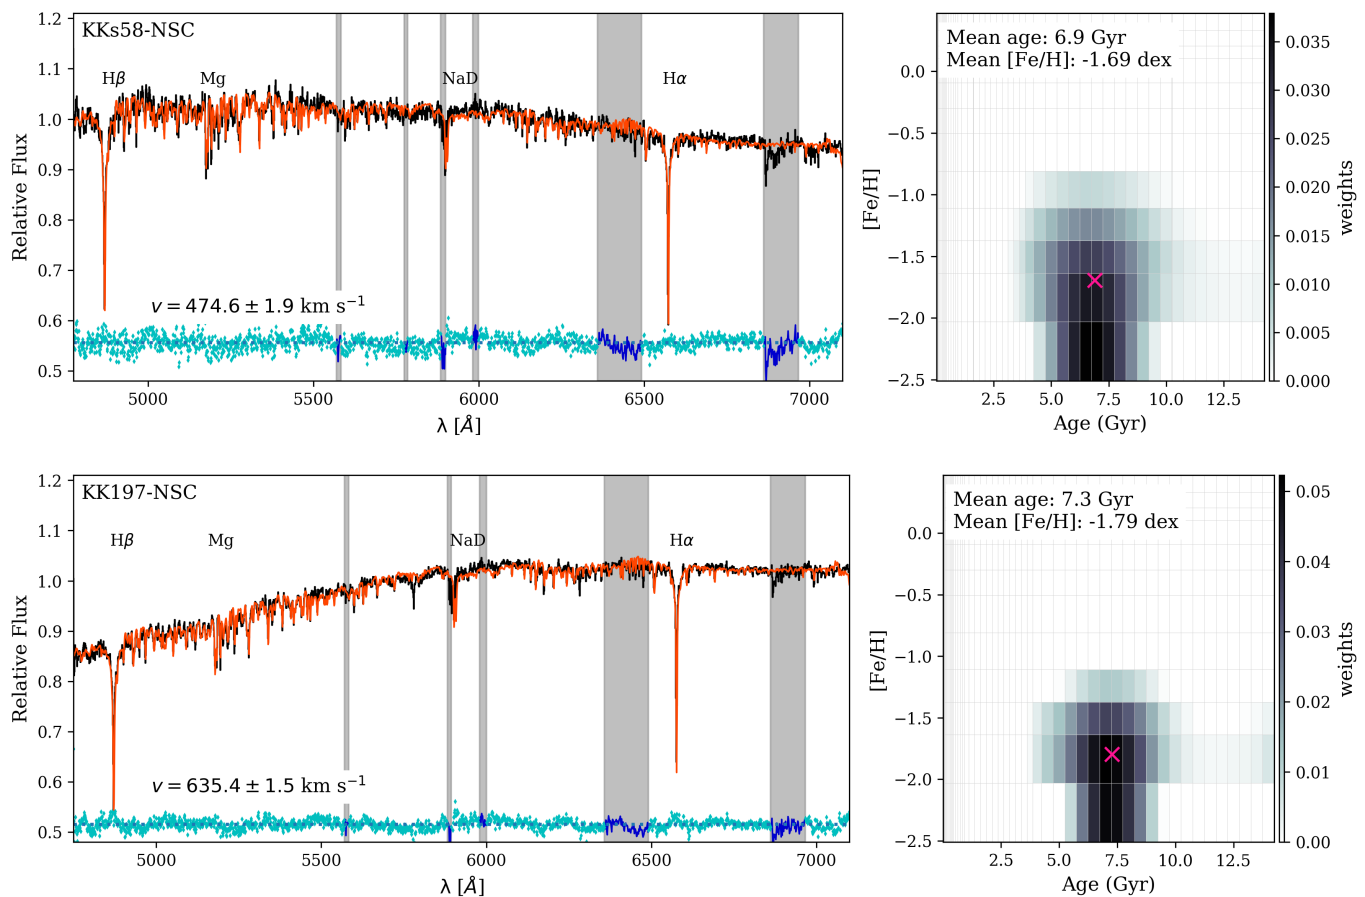 KKs58-NSC
Hβ Mg NaD Hα
v = 474.6 ± 1.9 km s⁻¹
1.2
1.1
1.0
0.9
0.8
0.7
0.6
0.5
Relative Flux
5000 5500 6000 6500 7000
λ [Å]
Mean age: 6.9 Gyr
Mean [Fe/H]: -1.69 dex
0.0
−0.5
−1.0
−1.5
−2.0
−2.5
[Fe/H]
2.5 5.0 7.5 10.0 12.5
Age (Gyr)
0.035
0.030
0.025
0.020
0.015
0.010
0.005
0.000
weights
KK197-NSC
Hβ Mg NaD Hα
v = 635.4 ± 1.5 km s⁻¹
1.2
1.1
1.0
0.9
0.8
0.7
0.6
0.5
Relative Flux
5000 5500 6000 6500 7000
λ [Å]
Mean age: 7.3 Gyr
Mean [Fe/H]: -1.79 dex
0.0
−0.5
−1.0
−1.5
−2.0
−2.5
[Fe/H]
2.5 5.0 7.5 10.0 12.5
Age (Gyr)
0.05
0.04
0.03
0.02
0.01
0.00
weights